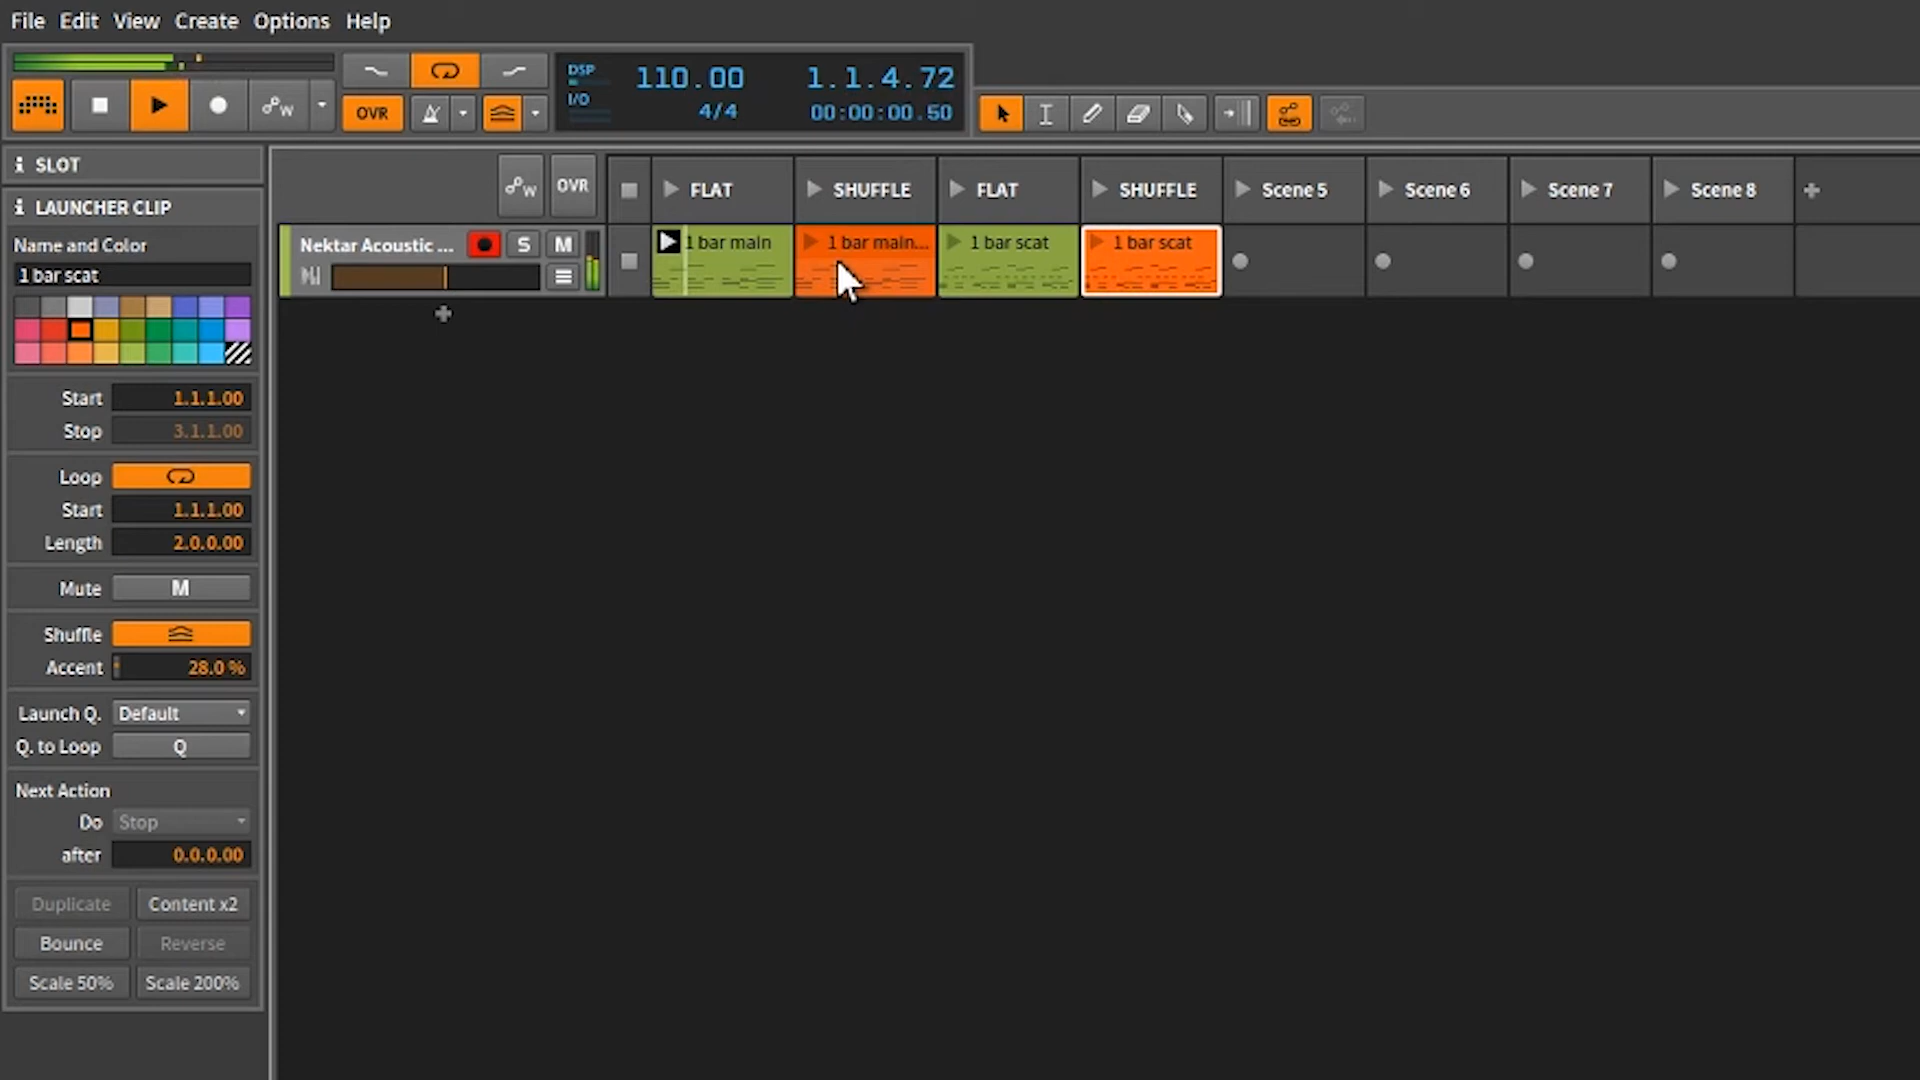 File Edit View Create Options Help
OVR
DSP
I/O
110.00
4/4
1.1.4.72
00:00:00.50
W
SLOT
LAUNCHER CLIP
Name and Color
1 bar scat
Start 1.1.1.00
Stop 3.1.1.00
Loop
Start 1.1.1.00
Length 2.0.0.00
Mute M
Shuffle
Accent 28.0 %
Launch Q. Default
Q. to Loop Q
Next Action
Do Stop
after 0.0.0.00
Duplicate Content x2
Bounce Reverse
Scale 50% Scale 200%
W OVR FLAT SHUFFLE FLAT SHUFFLE Scene 5 Scene 6 Scene 7 Scene 8
Nektar Acoustic ... S M 1 bar main 1 bar main... 1 bar scat 1 bar scat